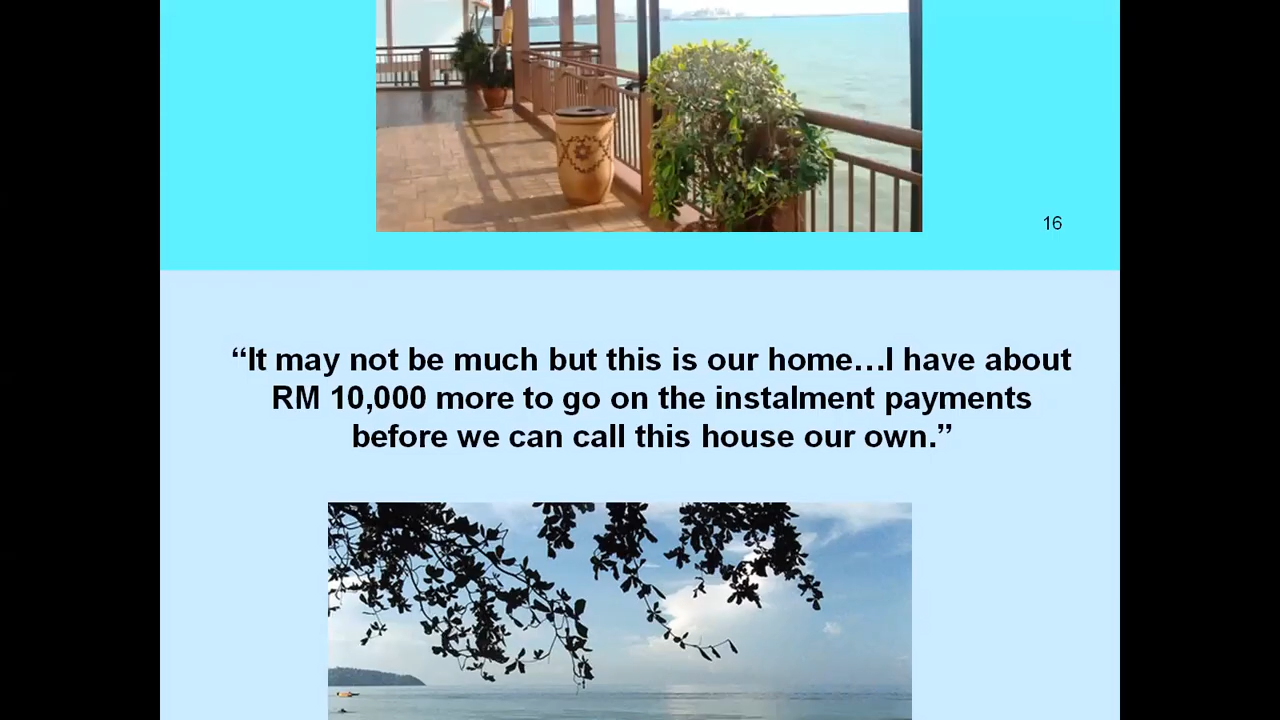 16
“It may not be much but this is our home…I have about
RM 10,000 more to go on the instalment payments
before we can call this house our own.”